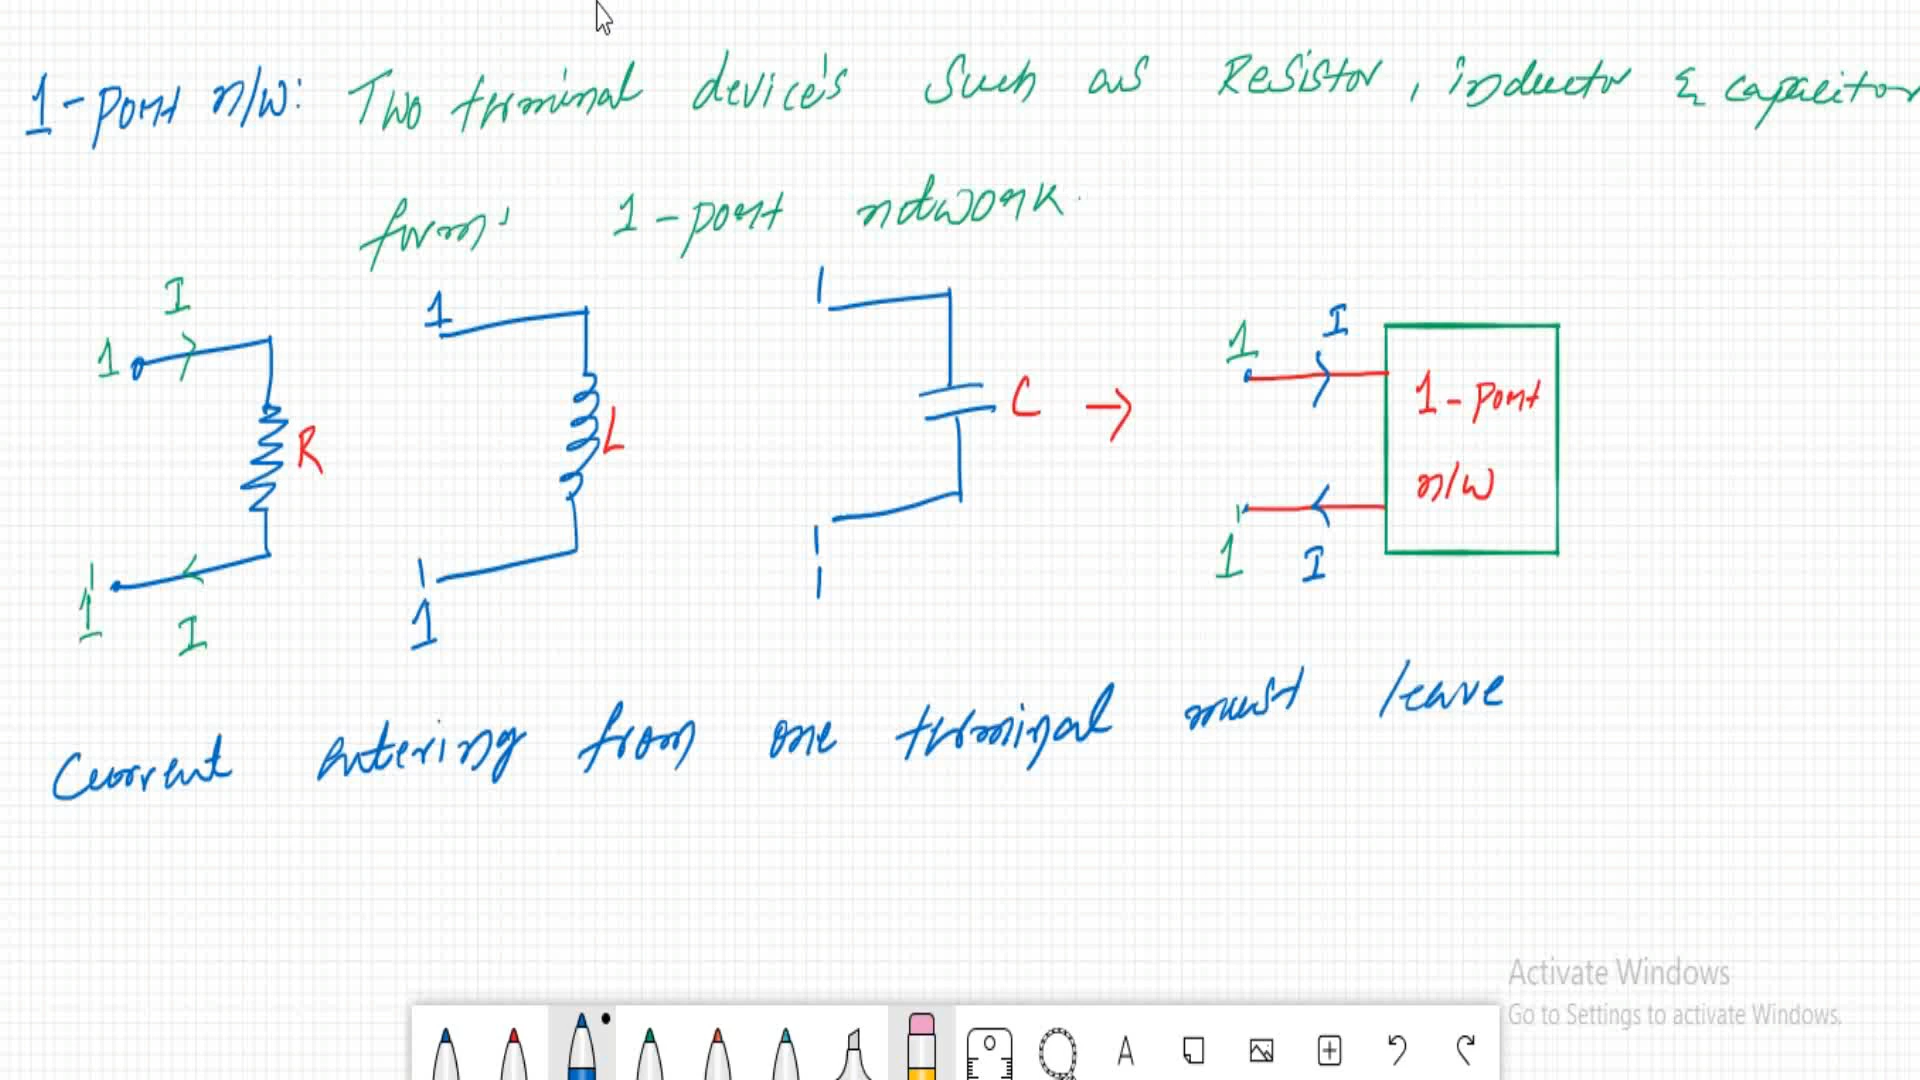 1-port n/w: Two terminal device's such as Resistor, inductor & capacitor
form 1-port network.
I
1
R
1
I
1
L
1
1
C
1
→
1
I
1-port
n/w
1
I
Current entering from one terminal must leave
Activate Windows
Go to Settings to activate Windows.
A